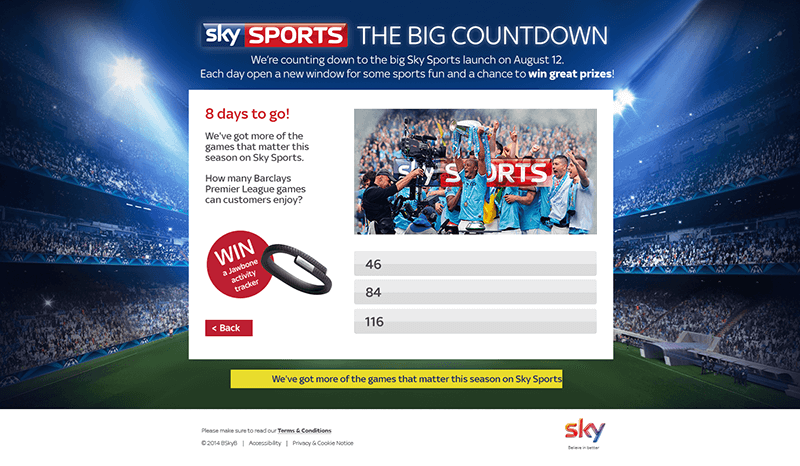 sky SPORTS THE BIG COUNTDOWN
We're counting down to the big Sky Sports launch on August 12.
Each day open a new window for some sports fun and a chance to win great prizes!
8 days to go!
We've got more of the
games that matter this
season on Sky Sports.
How many Barclays
Premier League games
can customers enjoy?
WIN
a Jawbone
activity
tracker
< Back
sky SPORTS
46
84
116
We've got more of the games that matter this season on Sky Sports
Please make sure to read our Terms & Conditions
© 2014 BSkyB | Accessibility | Privacy & Cookie Notice
sky
Believe in better